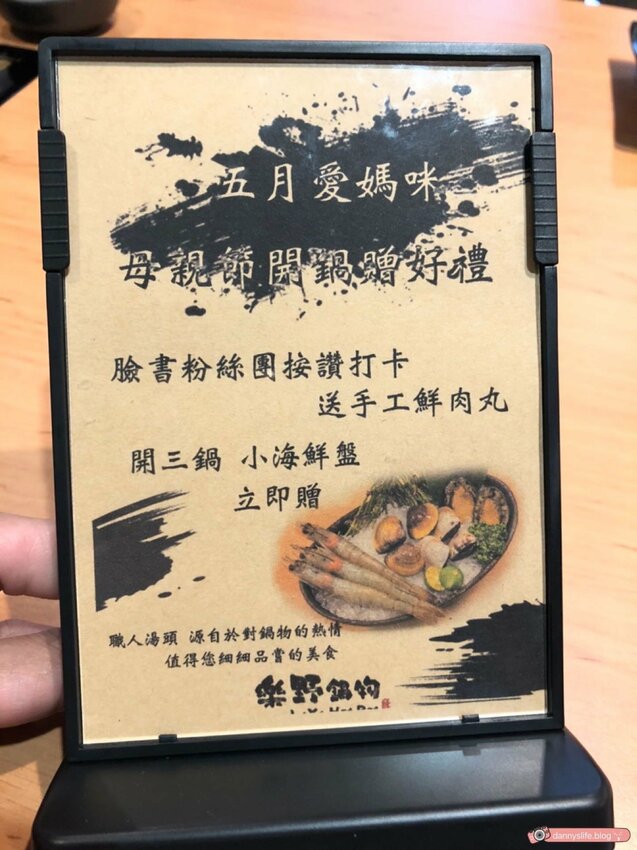 五月愛媽咪
母親節開鍋贈好禮
臉書粉絲團按讚打卡
送手工鮮肉丸
開三鍋 小海鮮盤
立即贈
職人湯頭 源自於對鍋物的熱情
值得您細細品嘗的美食
樂野鍋物
dannyslife.blog